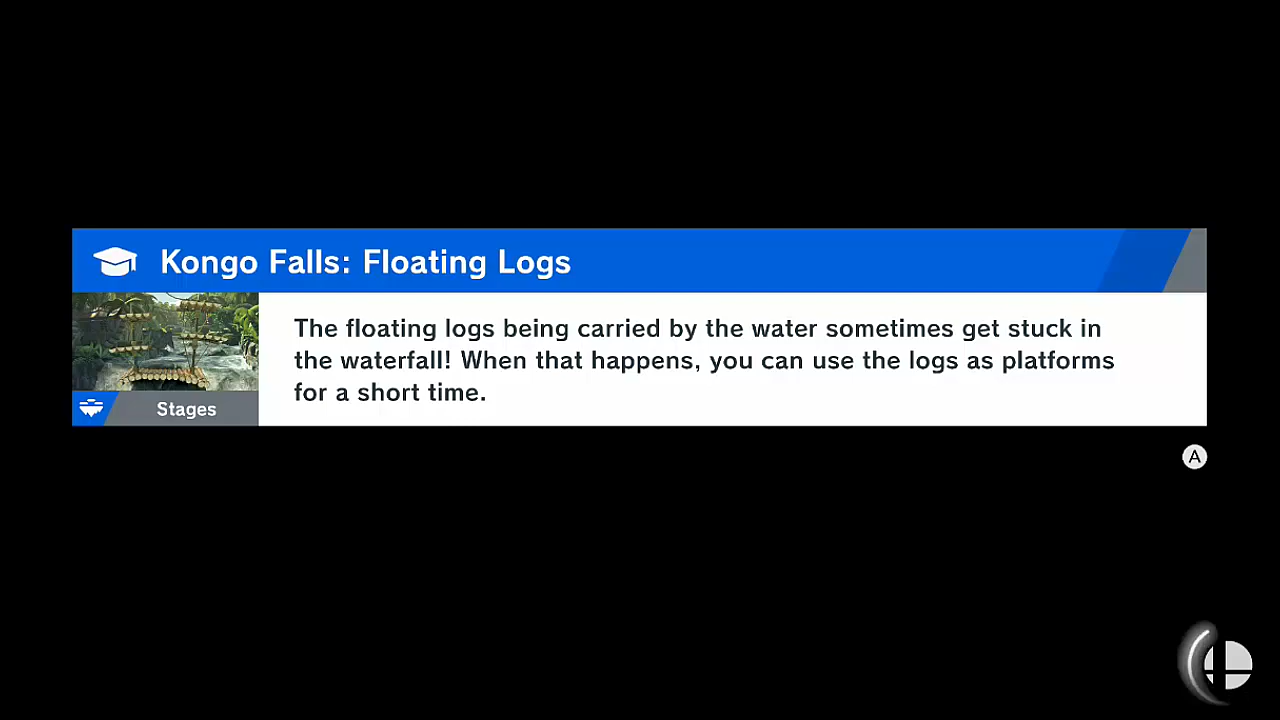 Kongo Falls: Floating Logs
The floating logs being carried by the water sometimes get stuck in
the waterfall! When that happens, you can use the logs as platforms
for a short time.
Stages
A